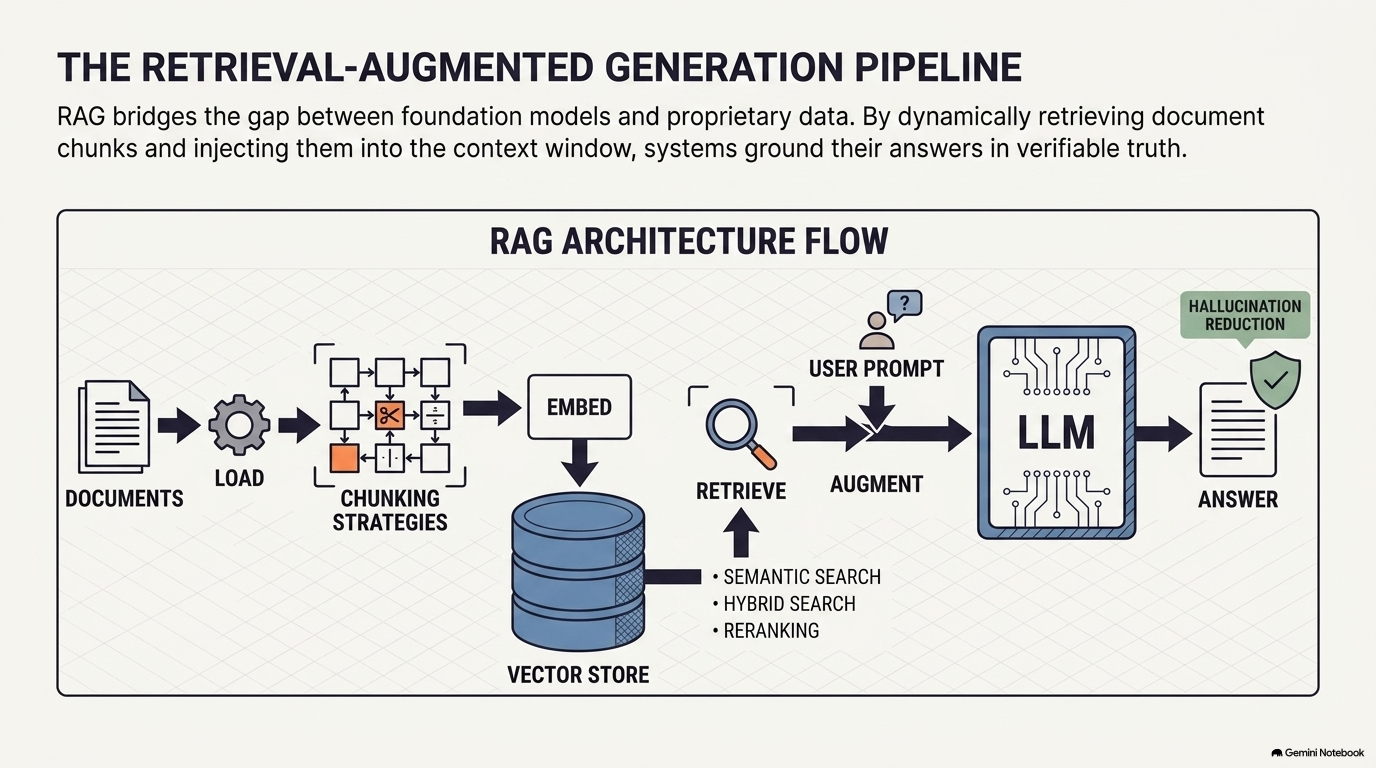 THE RETRIEVAL-AUGMENTED GENERATION PIPELINE
RAG bridges the gap between foundation models and proprietary data. By dynamically retrieving document
chunks and injecting them into the context window, systems ground their answers in verifiable truth.
RAG ARCHITECTURE FLOW
DOCUMENTS
LOAD
CHUNKING
STRATEGIES
EMBED
VECTOR STORE
• SEMANTIC SEARCH
• HYBRID SEARCH
• RERANKING
RETRIEVE
?
USER PROMPT
AUGMENT
LLM
HALLUCINATION
REDUCTION
ANSWER
Gemini Notebook